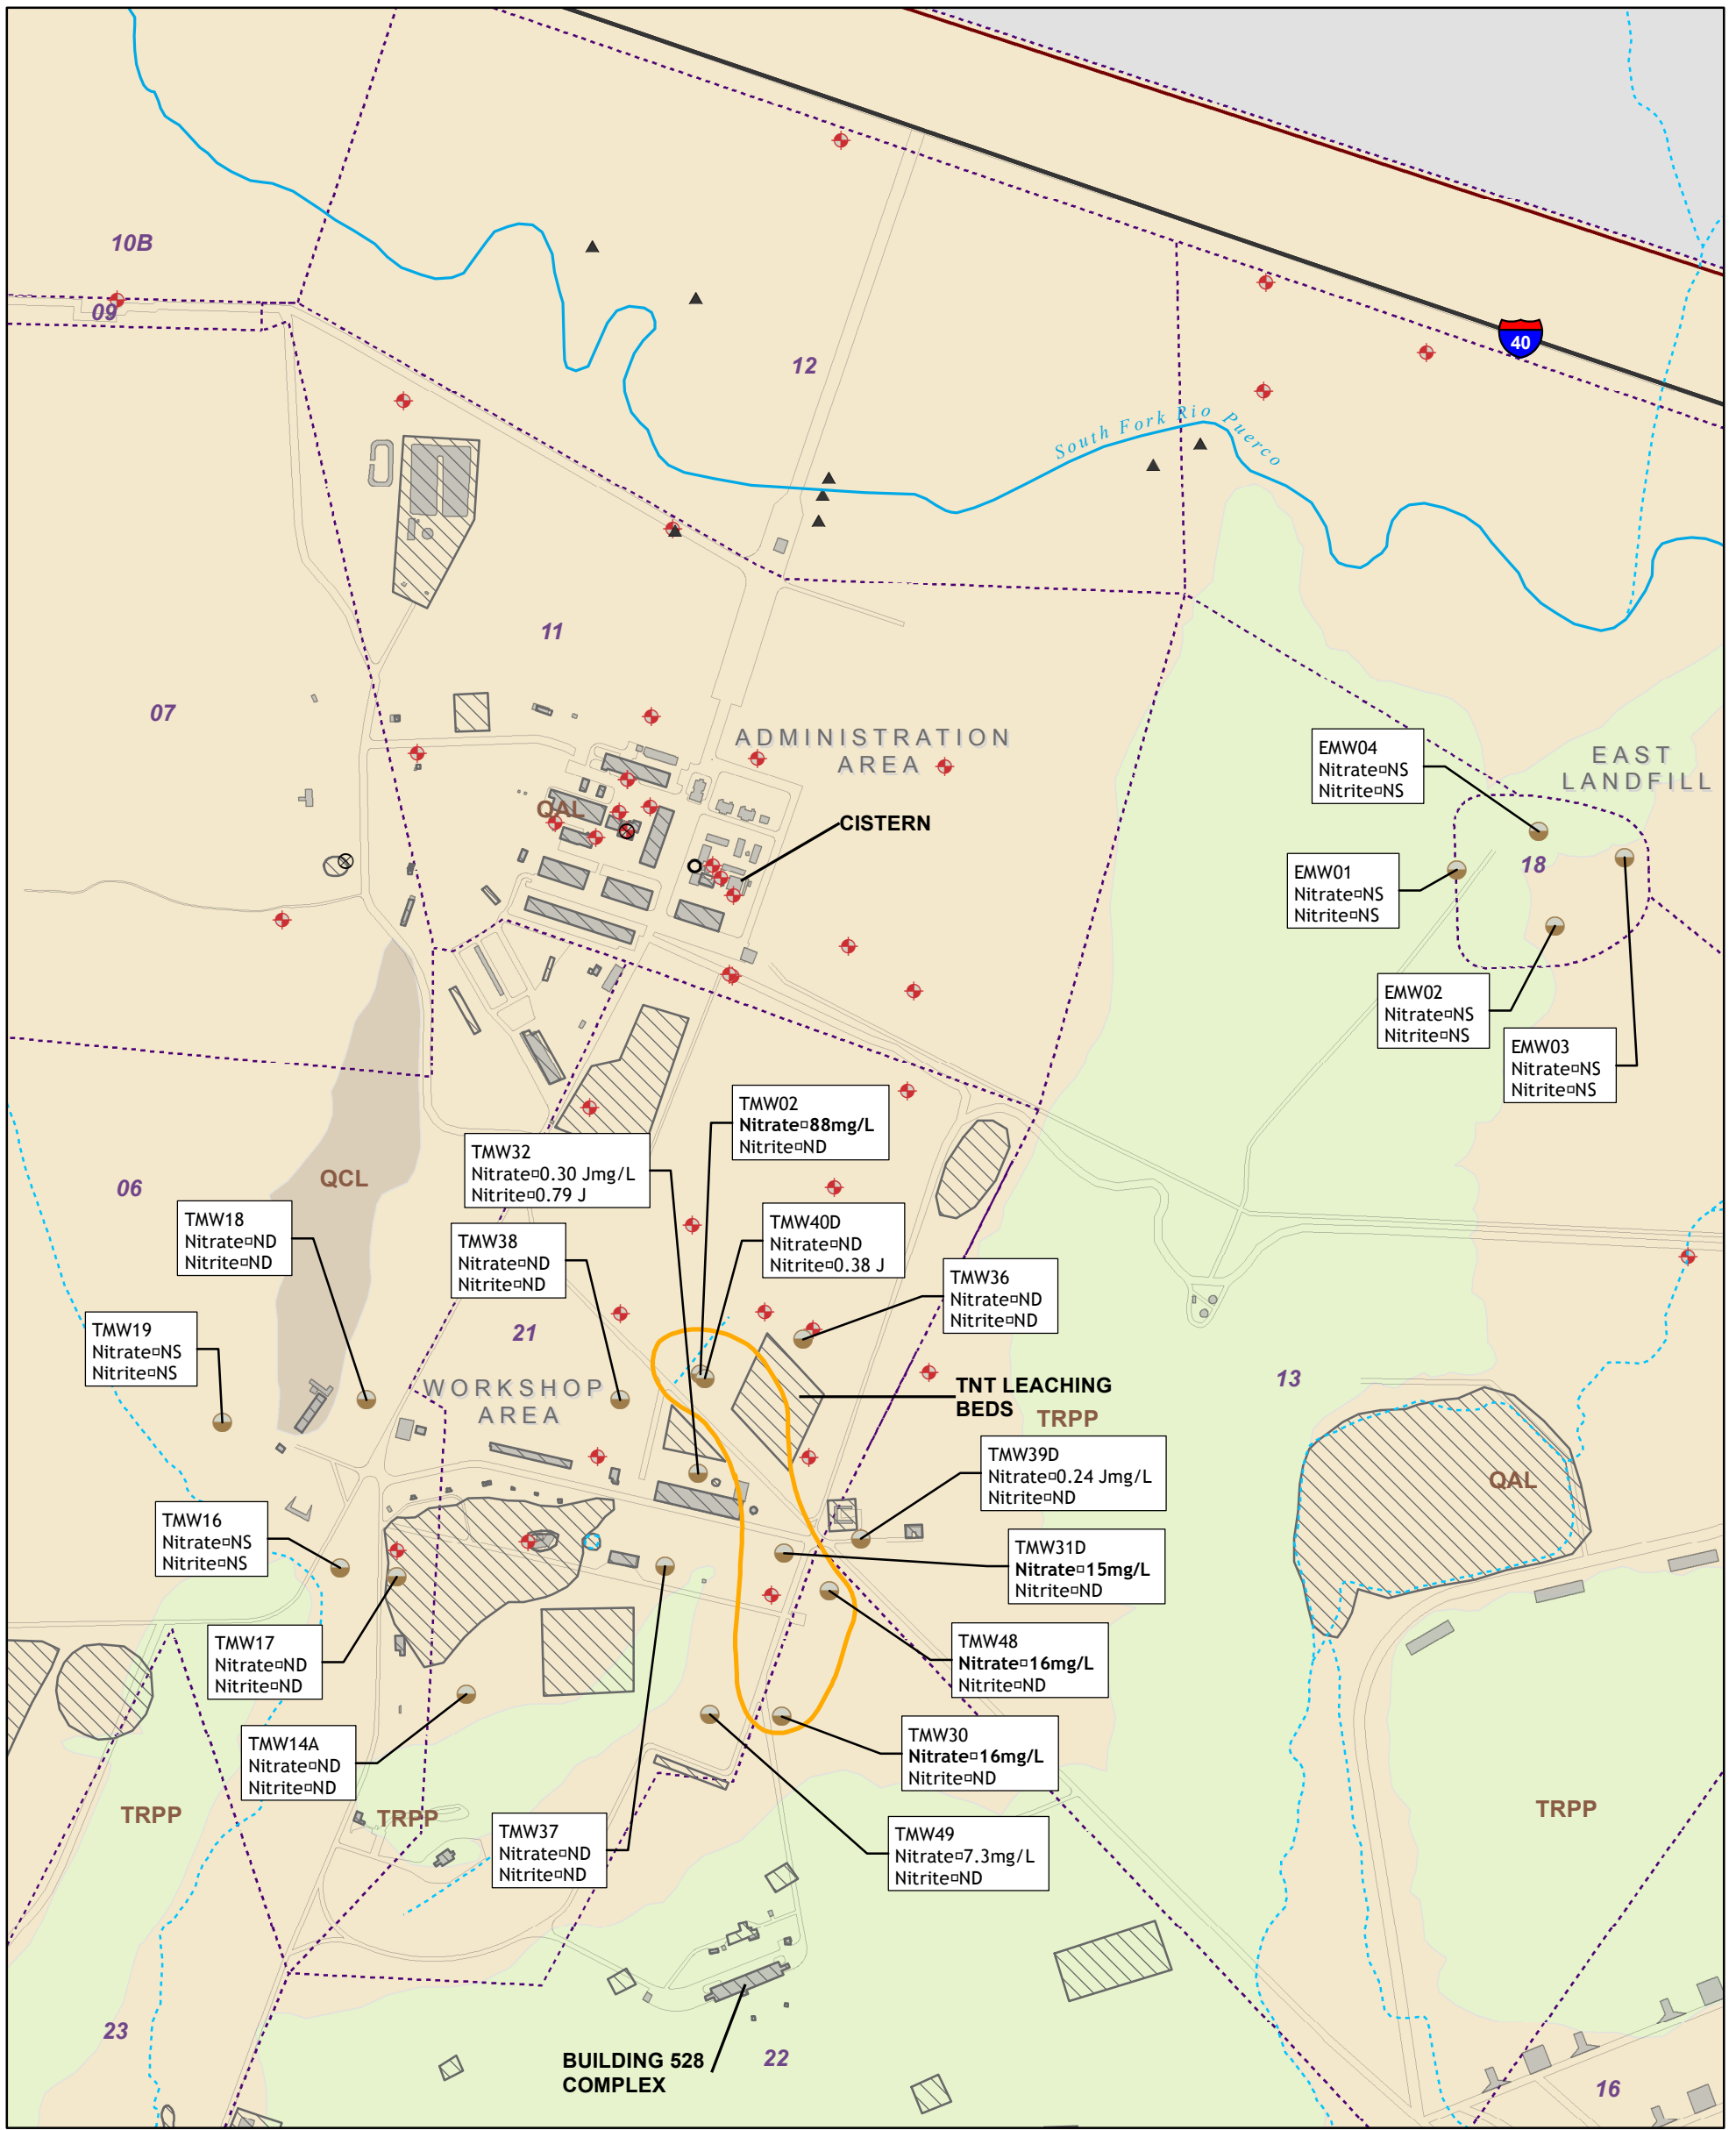 10B
09
12
40
South Fork Rio Puerco
11
07
ADMINISTRATION
AREA
QAL
CISTERN
EMW04
Nitrate▫NS
Nitrite▫NS
EAST
LANDFILL
18
EMW01
Nitrate▫NS
Nitrite▫NS
EMW02
Nitrate▫NS
Nitrite▫NS
EMW03
Nitrate▫NS
Nitrite▫NS
TMW02
Nitrate▫88mg/L
Nitrite▫ND
TMW32
Nitrate▫0.30 Jmg/L
Nitrite▫0.79 J
QCL
06
TMW18
Nitrate▫ND
Nitrite▫ND
TMW38
Nitrate▫ND
Nitrite▫ND
TMW40D
Nitrate▫ND
Nitrite▫0.38 J
TMW36
Nitrate▫ND
Nitrite▫ND
TMW19
Nitrate▫NS
Nitrite▫NS
21
WORKSHOP
AREA
TNT LEACHING
BEDS
TRPP
13
TMW39D
Nitrate▫0.24 Jmg/L
Nitrite▫ND
QAL
TMW16
Nitrate▫NS
Nitrite▫NS
TMW31D
Nitrate▫15mg/L
Nitrite▫ND
TMW17
Nitrate▫ND
Nitrite▫ND
TMW48
Nitrate▫16mg/L
Nitrite▫ND
TMW14A
Nitrate▫ND
Nitrite▫ND
TMW30
Nitrate▫16mg/L
Nitrite▫ND
TRPP
TRPP
TRPP
TMW37
Nitrate▫ND
Nitrite▫ND
TMW49
Nitrate▫7.3mg/L
Nitrite▫ND
23
BUILDING 528
COMPLEX
22
16